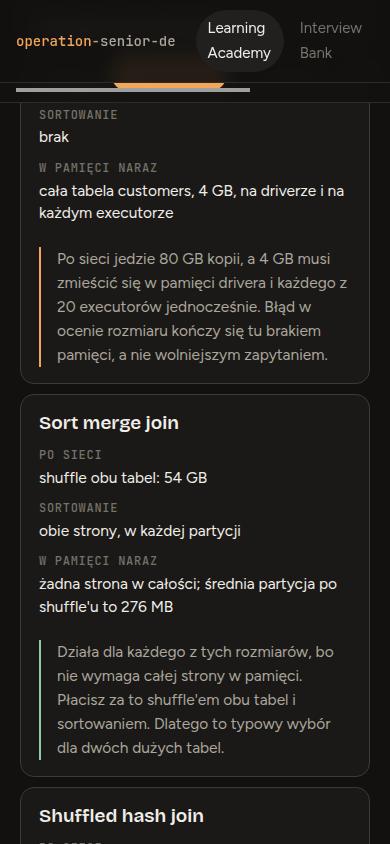 operation-senior-de
Learning
Academy
Interview
Bank
SORTOWANIE
brak
W PAMIĘCI NARAZ
cała tabela customers, 4 GB, na driverze i na
każdym executorze
Po sieci jedzie 80 GB kopii, a 4 GB musi
zmieścić się w pamięci drivera i każdego z
20 executorów jednocześnie. Błąd w
ocenie rozmiaru kończy się tu brakiem
pamięci, a nie wolniejszym zapytaniem.
Sort merge join
PO SIECI
shuffle obu tabel: 54 GB
SORTOWANIE
obie strony, w każdej partycji
W PAMIĘCI NARAZ
żadna strona w całości; średnia partycja po
shuffle'u to 276 MB
Działa dla każdego z tych rozmiarów, bo
nie wymaga całej strony w pamięci.
Płacisz za to shuffle'em obu tabel i
sortowaniem. Dlatego to typowy wybór
dla dwóch dużych tabel.
Shuffled hash join